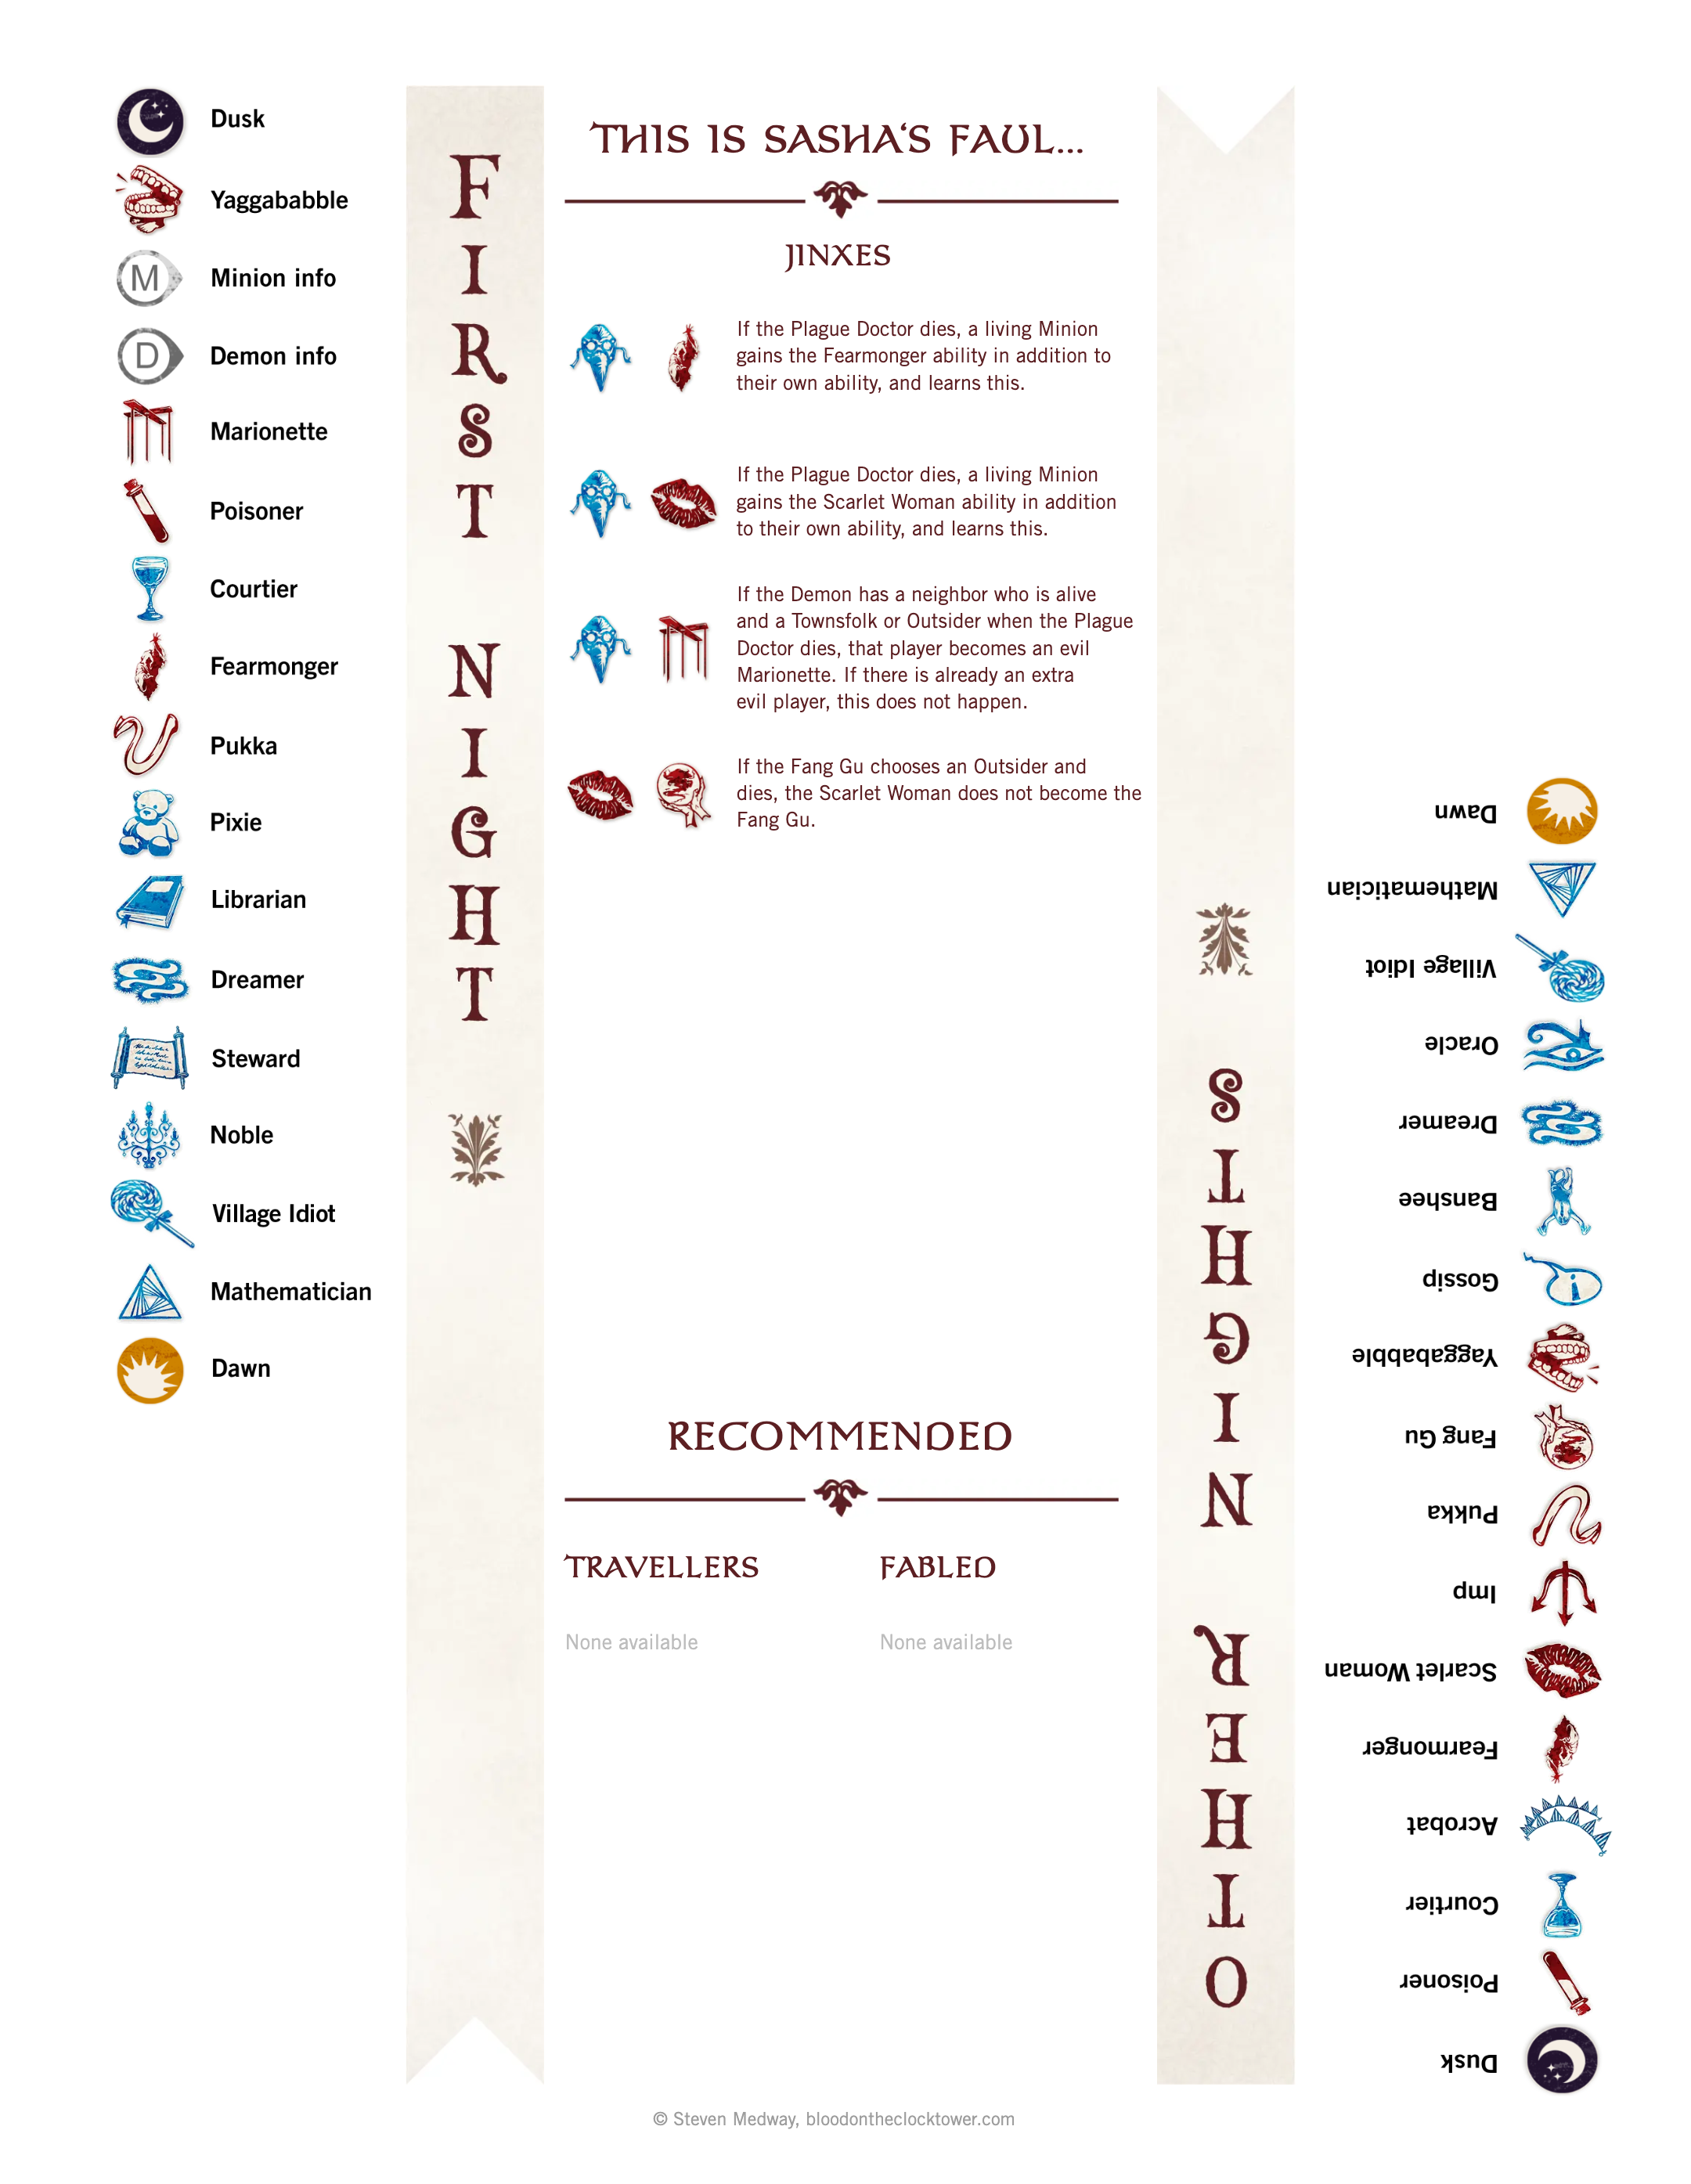 Dusk
Yaggababble
M
Minion info
D
Demon info
Marionette
Poisoner
Courtier
Fearmonger
Pukka
Pixie
Librarian
Dreamer
Steward
Noble
Village Idiot
Mathematician
Dawn
FIRST NIGHT
THIS IS SASHA‘S FAUL...
JINXES
If the Plague Doctor dies, a living Minion
gains the Fearmonger ability in addition to
their own ability, and learns this.
If the Plague Doctor dies, a living Minion
gains the Scarlet Woman ability in addition
to their own ability, and learns this.
If the Demon has a neighbor who is alive
and a Townsfolk or Outsider when the Plague
Doctor dies, that player becomes an evil
Marionette. If there is already an extra
evil player, this does not happen.
If the Fang Gu chooses an Outsider and
dies, the Scarlet Woman does not become the
Fang Gu.
RECOMMENDED
TRAVELLERS
None available
FABLED
None available
OTHER NIGHTS
Dusk
Poisoner
Courtier
Acrobat
Fearmonger
Scarlet Woman
Imp
Pukka
Fang Gu
Yaggababble
Gossip
Banshee
Dreamer
Oracle
Village Idiot
Mathematician
Dawn
© Steven Medway, bloodontheclocktower.com